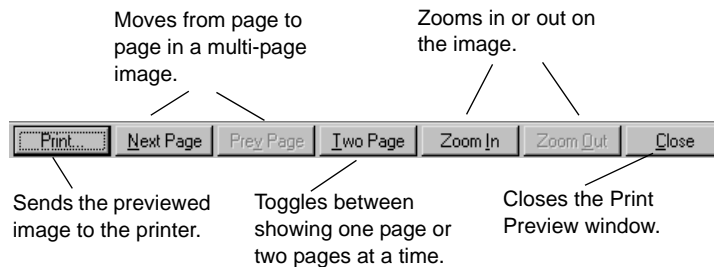 Moves from page to
page in a multi-page
image.
Zooms in or out on
the image.
Print...
Next Page
Prev Page
Two Page
Zoom In
Zoom Out
Close
Sends the previewed
image to the printer.
Toggles between
showing one page or
two pages at a time.
Closes the Print
Preview window.